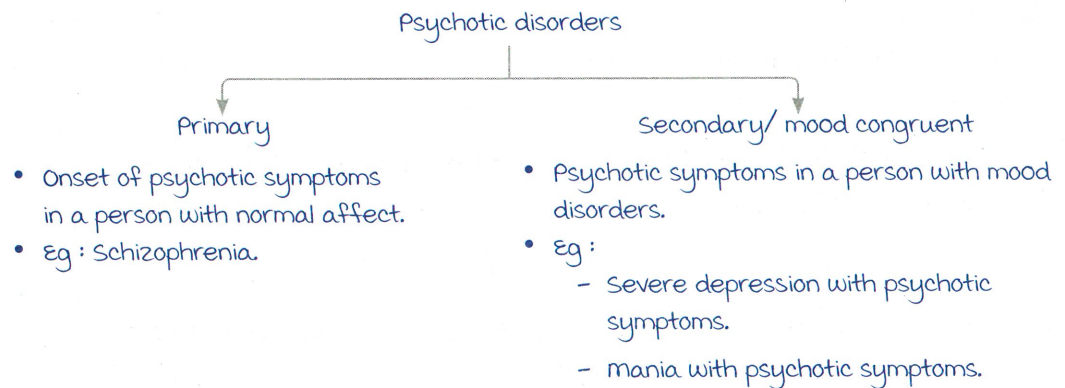 Psychotic disorders
Primary
• Onset of psychotic symptoms
in a person with normal affect.
• Eg : Schizophrenia.
Secondary/ mood congruent
• Psychotic symptoms in a person with mood
disorders.
• Eg :
– Severe depression with psychotic
symptoms.
– mania with psychotic symptoms.